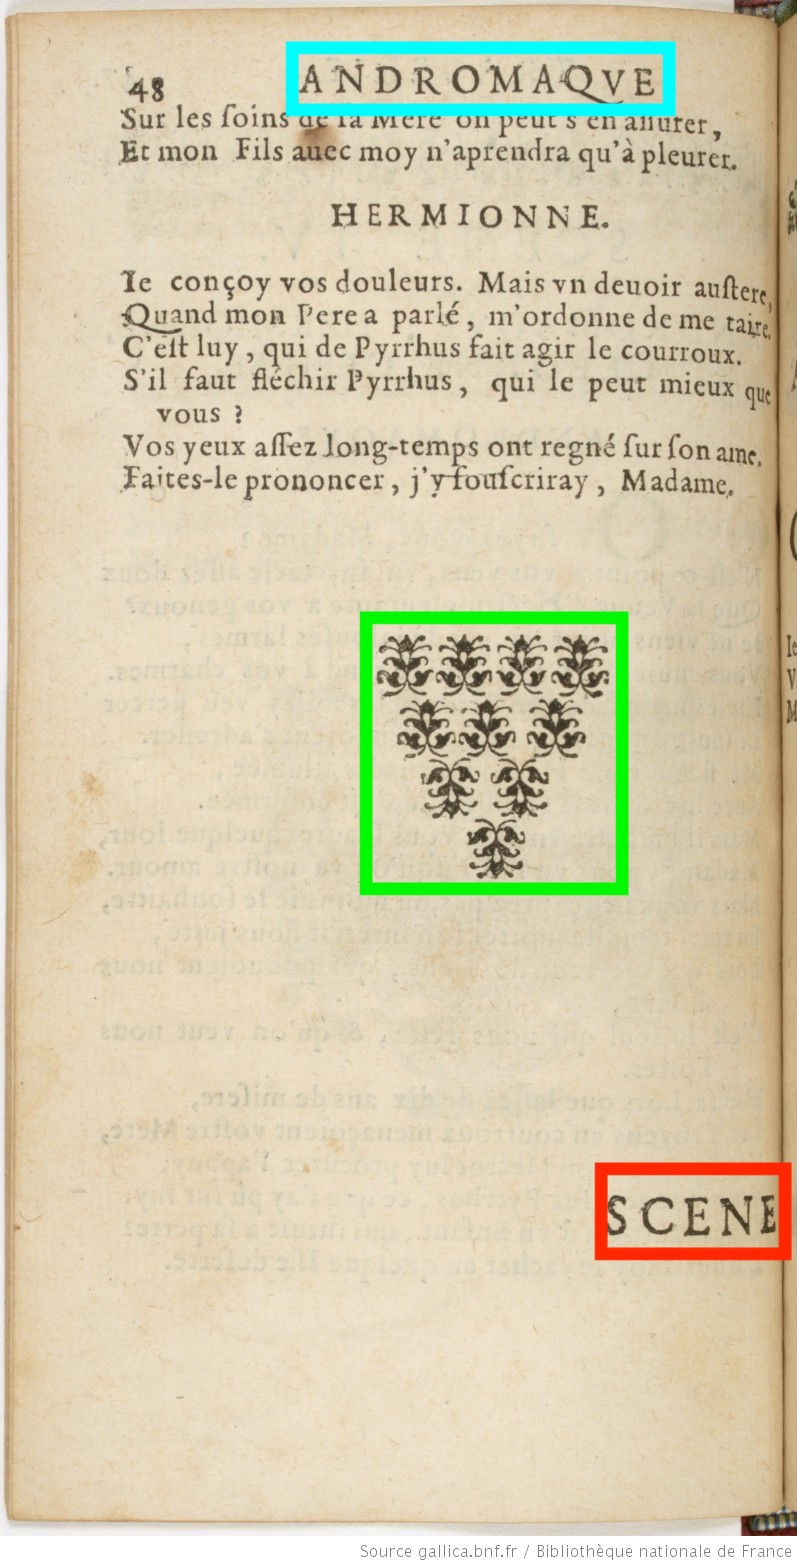 48 ANDROMAQVE
Sur les ſoins de la Mere on peut s'en aſſurer,
Et mon Fils auec moy n'aprendra qu'à pleurer.
HERMIONNE.
Ie conçoy vos douleurs. Mais vn deuoir auſtere,
Quand mon Pere a parlé, m'ordonne de me taire.
C'eſt luy, qui de Pyrrhus fait agir le courroux.
S'il faut fléchir Pyrrhus, qui le peut mieux que
vous ?
Vos yeux aſſez long-temps ont regné ſur ſon ame.
Faites-le prononcer, j'y ſouſcriray, Madame.
SCENE
Source gallica.bnf.fr / Bibliothèque nationale de France